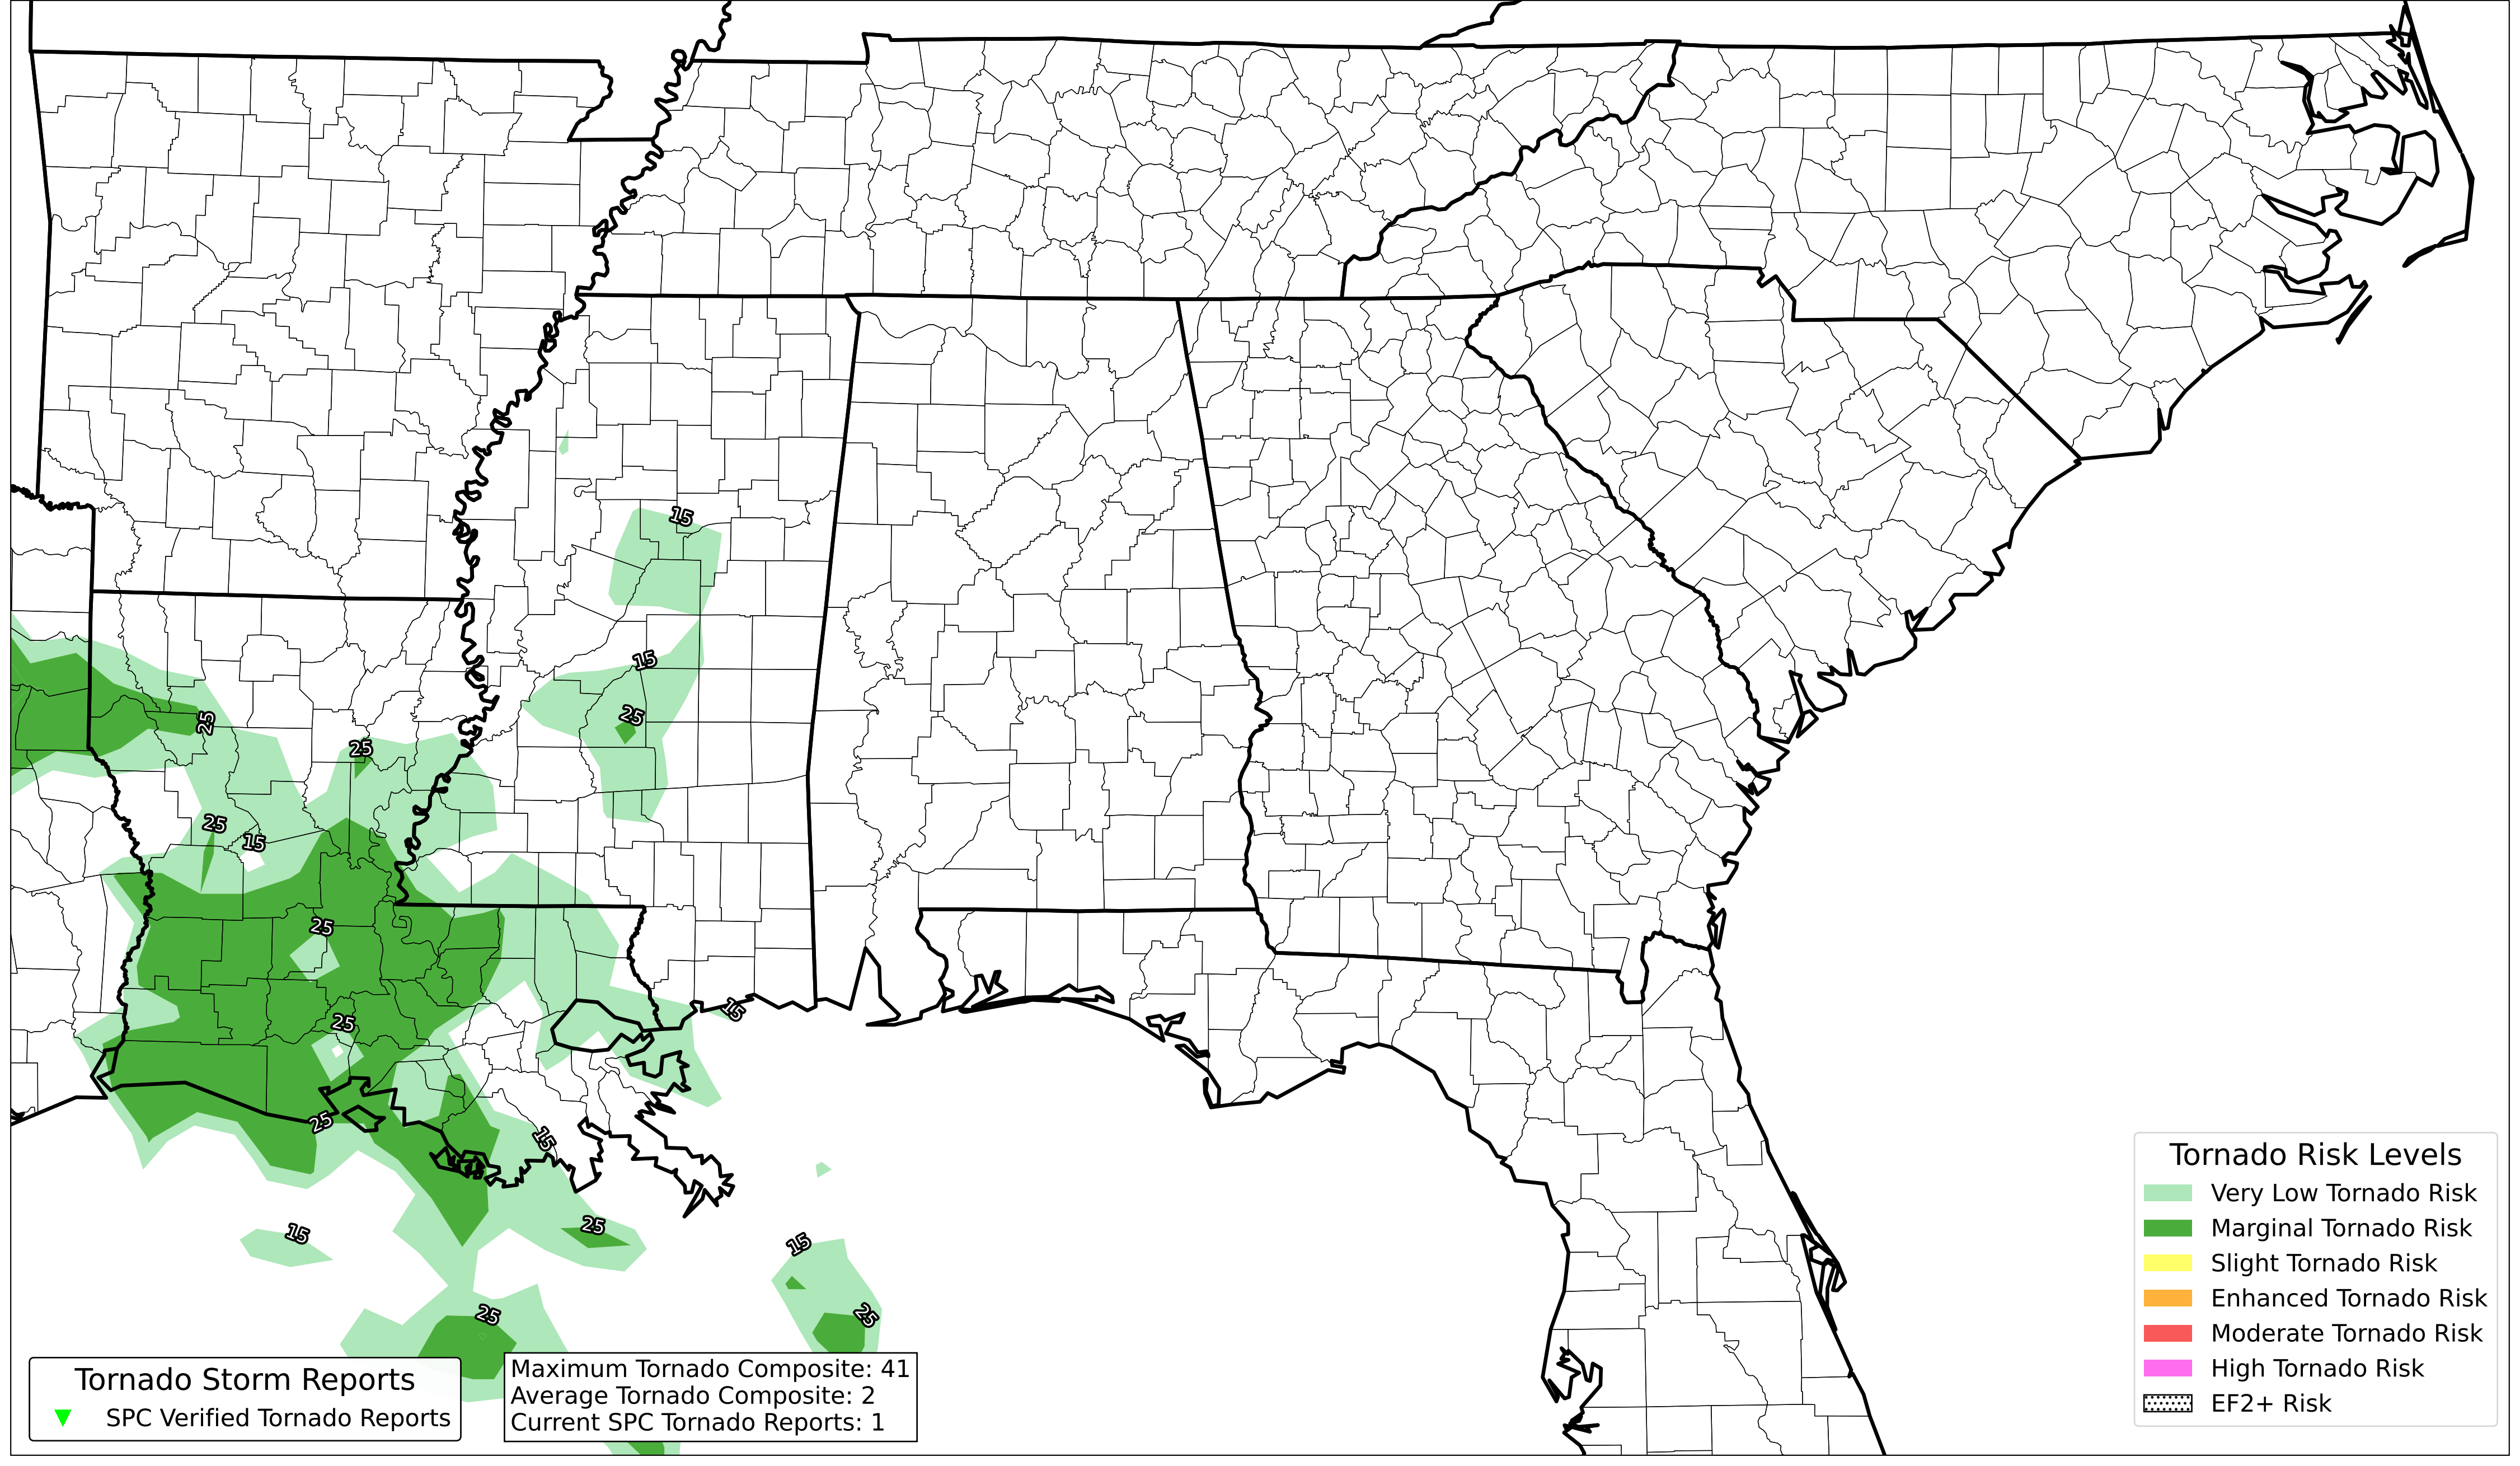 15
15
25
25
25
25
15
25
15
25
25
15
25
15
15
25
25
Tornado Risk Levels
Very Low Tornado Risk
Marginal Tornado Risk
Slight Tornado Risk
Enhanced Tornado Risk
Moderate Tornado Risk
High Tornado Risk
EF2+ Risk
Tornado Storm Reports
SPC Verified Tornado Reports
Maximum Tornado Composite: 41
Average Tornado Composite: 2
Current SPC Tornado Reports: 1